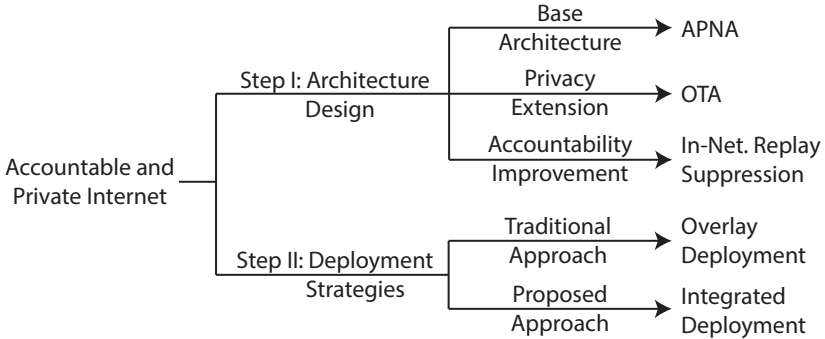 Accountable and
Private Internet
Step I: Architecture
Design
Base
Architecture
APNA
Privacy
Extension
OTA
Accountability
Improvement
In-Net. Replay
Suppression
Step II: Deployment
Strategies
Traditional
Approach
Overlay
Deployment
Proposed
Approach
Integrated
Deployment